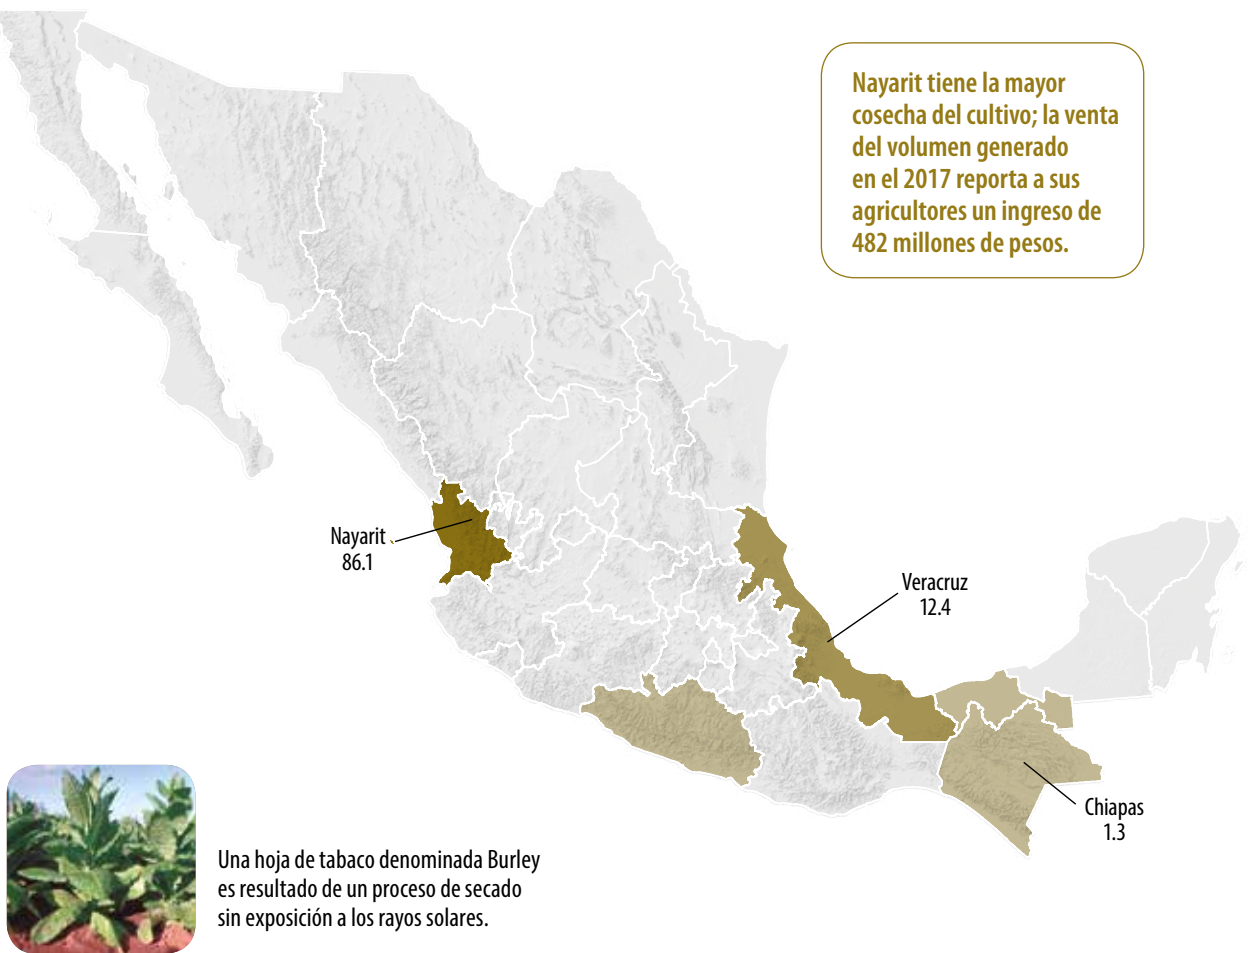 Nayarit tiene la mayor
cosecha del cultivo; la venta
del volumen generado
en el 2017 reporta a sus
agricultores un ingreso de
482 millones de pesos.
Nayarit
86.1
Veracruz
12.4
Chiapas
1.3
Una hoja de tabaco denominada Burley
es resultado de un proceso de secado
sin exposición a los rayos solares.